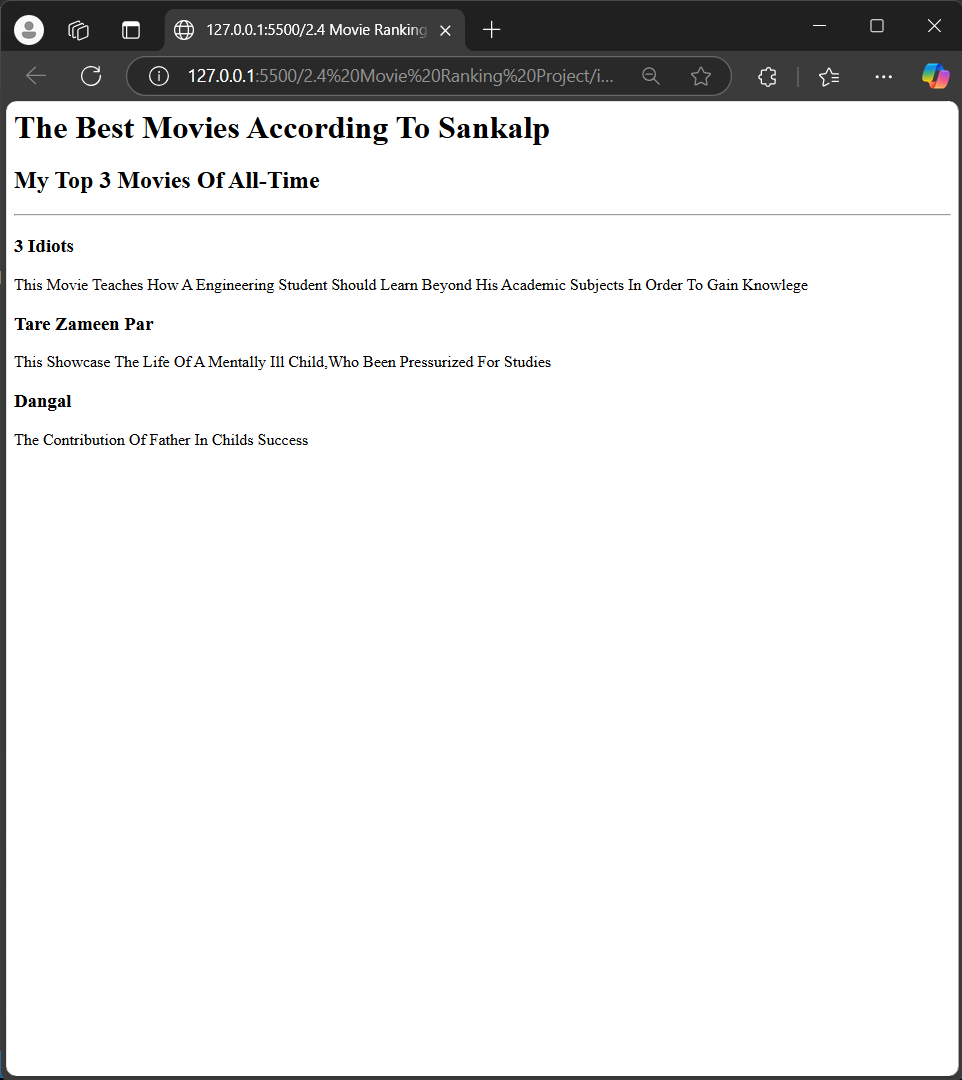 127.0.0.1:5500/2.4 Movie Ranking
127.0.0.1:5500/2.4%20Movie%20Ranking%20Project/i...
The Best Movies According To Sankalp
My Top 3 Movies Of All-Time
3 Idiots
This Movie Teaches How A Engineering Student Should Learn Beyond His Academic Subjects In Order To Gain Knowlege
Tare Zameen Par
This Showcase The Life Of A Mentally Ill Child,Who Been Pressurized For Studies
Dangal
The Contribution Of Father In Childs Success